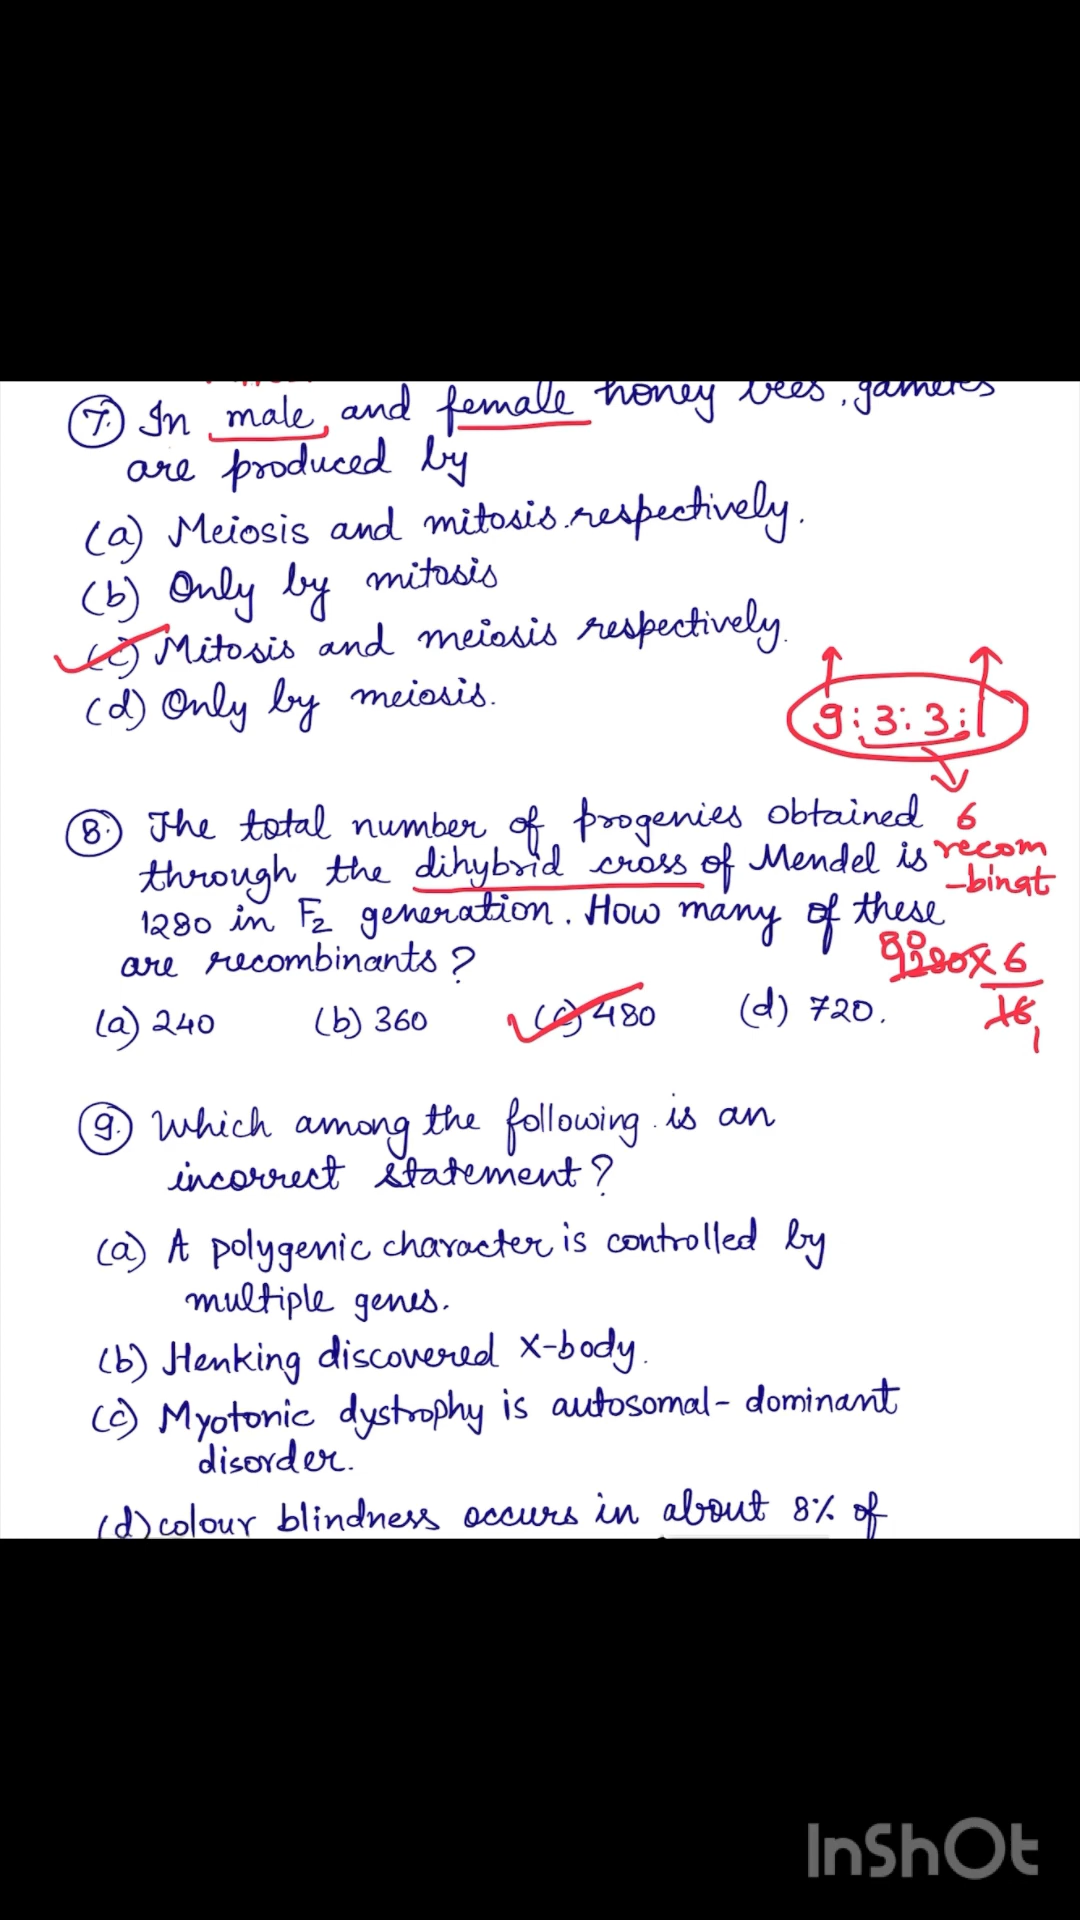 7. In male, and female honey bees, gametes
are produced by
(a) Meiosis and mitosis respectively.
(b) Only by mitosis
(c) Mitosis and meiosis respectively.
(d) Only by meiosis.
9:3:3:1
8. The total number of progenies obtained
through the dihybrid cross of Mendel is
1280 in F2 generation. How many of these
are recombinants?
6
recom
-binat
80
1280x6
16
1
(a) 240 (b) 360 (c) 480 (d) 720.
9. Which among the following is an
incorrect statement?
(a) A polygenic character is controlled by
multiple genes.
(b) Henking discovered x-body.
(c) Myotonic dystrophy is autosomal-dominant
disorder.
(d) colour blindness occurs in about 8% of
InShOt